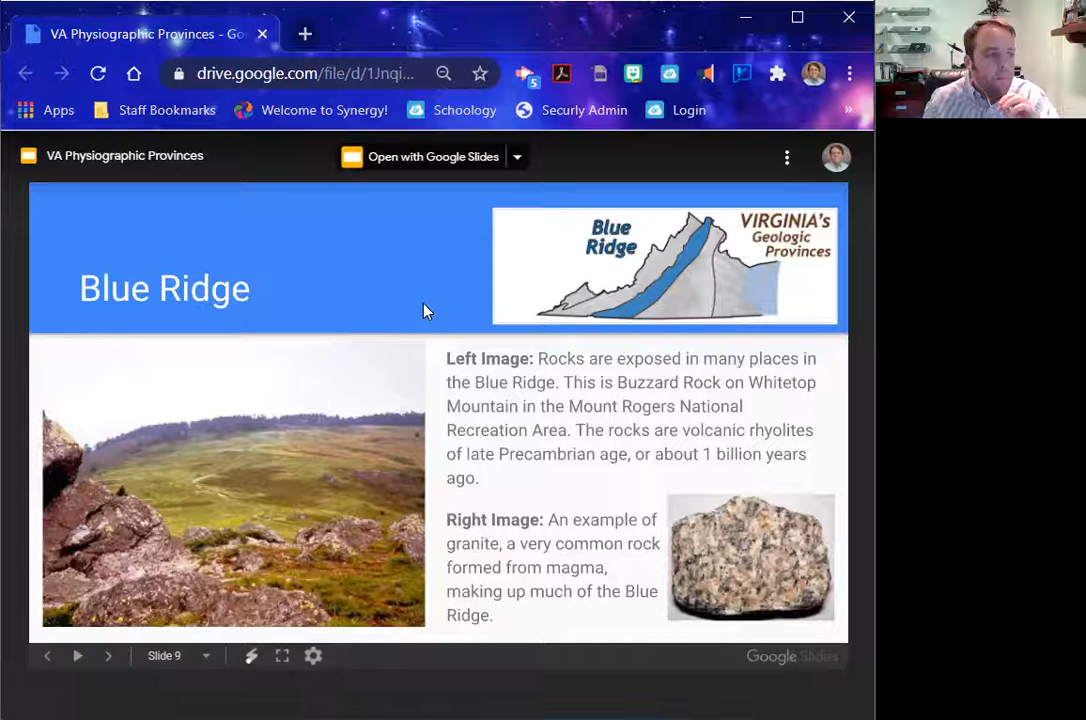 VA Physiographic Provinces - Go
drive.google.com/file/d/1Jnqi...
5
Apps
Staff Bookmarks
Welcome to Synergy!
Schoology
Securly Admin
Login
»
VA Physiographic Provinces
Open with Google Slides
Blue Ridge
Blue
Ridge
VIRGINIA's
Geologic
Provinces
Left Image: Rocks are exposed in many places in
the Blue Ridge. This is Buzzard Rock on Whitetop
Mountain in the Mount Rogers National
Recreation Area. The rocks are volcanic rhyolites
of late Precambrian age, or about 1 billion years
ago.
Right Image: An example of
granite, a very common rock
formed from magma,
making up much of the Blue
Ridge.
Slide 9
Google Slides